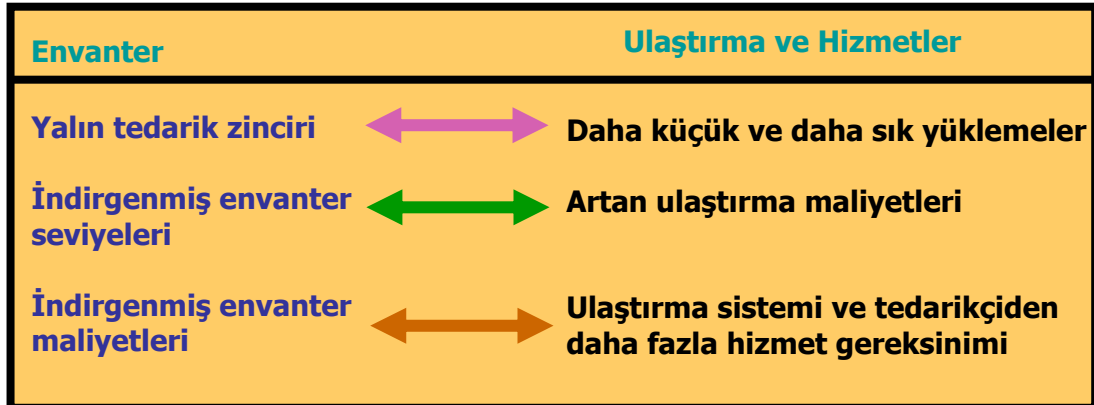 Envanter
Ulaştırma ve Hizmetler
Yalın tedarik zinciri
Daha küçük ve daha sık yüklemeler
İndirgenmiş envanter
seviyeleri
Artan ulaştırma maliyetleri
İndirgenmiş envanter
maliyetleri
Ulaştırma sistemi ve tedarikçiden
daha fazla hizmet gereksinimi